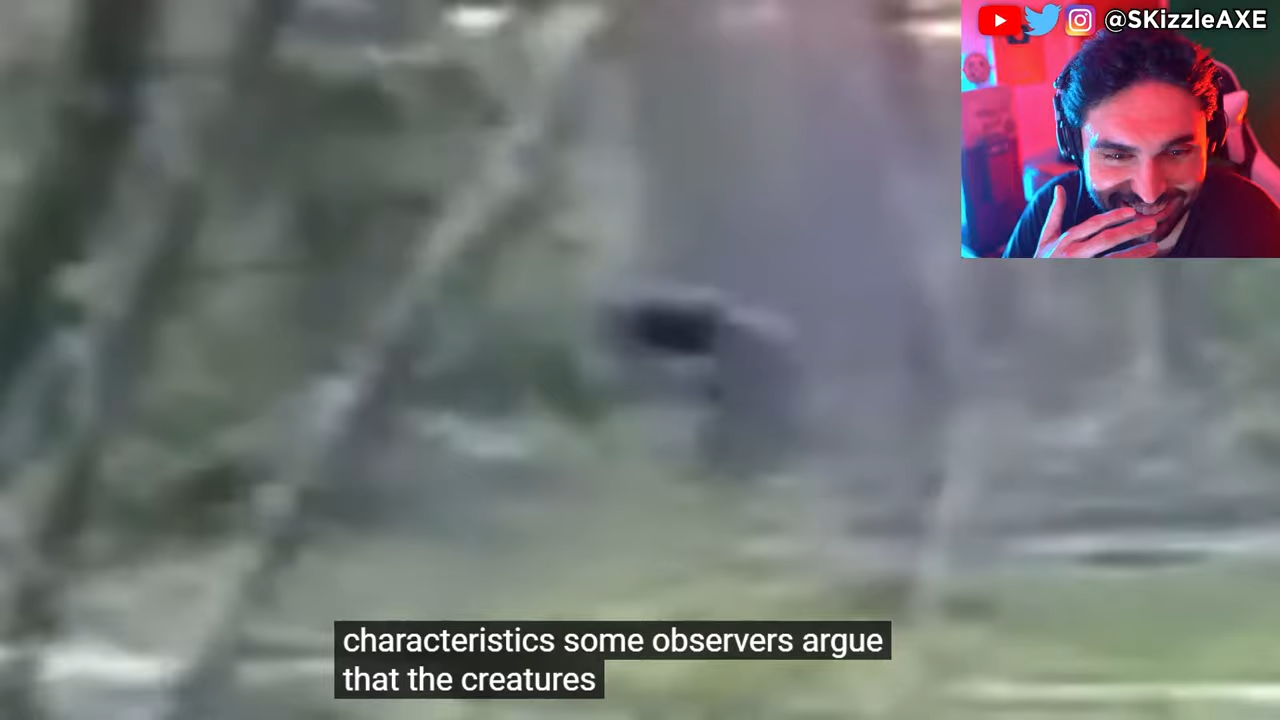 @SKizzleAXE
characteristics some observers argue
that the creatures